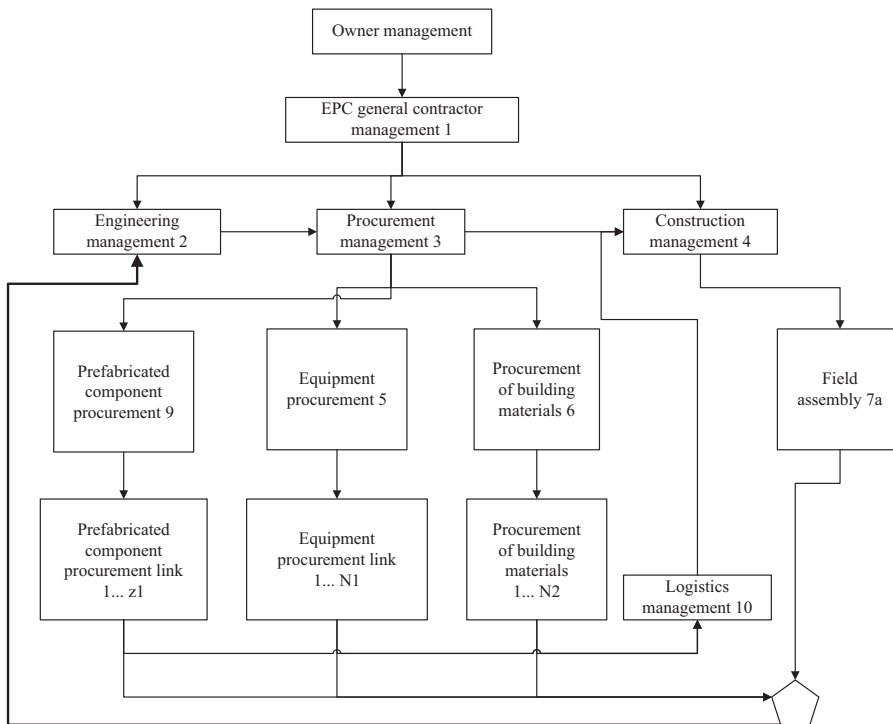 Owner management
EPC general contractor
management 1
Engineering
management 2
Procurement
management 3
Construction
management 4
Prefabricated
component
procurement 9
Equipment
procurement 5
Procurement
of building
materials 6
Field
assembly 7a
Prefabricated
component
procurement link
1... z1
Equipment
procurement link
1... N1
Procurement
of building
materials
1... N2
Logistics
management 10